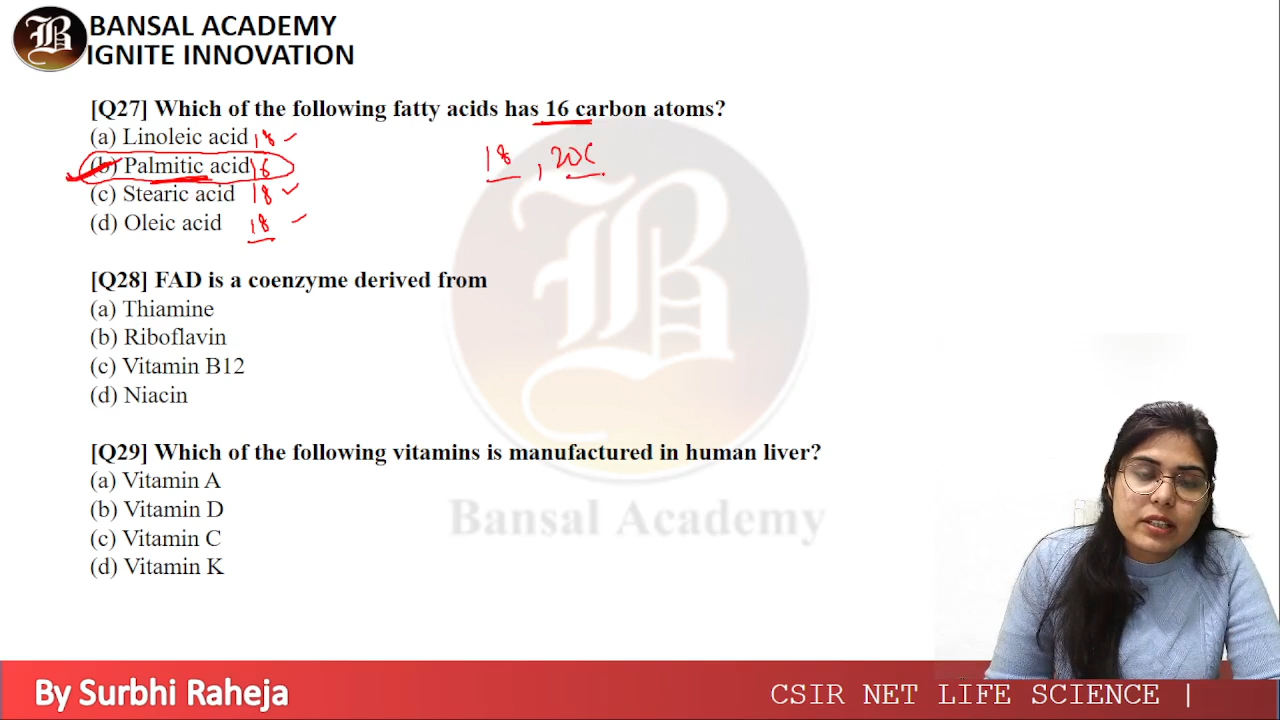 BANSAL ACADEMY
IGNITE INNOVATION
[Q27] Which of the following fatty acids has 16 carbon atoms?
(a) Linoleic acid 18
(b) Palmitic acid 16
18, 20C
(c) Stearic acid 18
(d) Oleic acid 18
[Q28] FAD is a coenzyme derived from
(a) Thiamine
(b) Riboflavin
(c) Vitamin B12
(d) Niacin
[Q29] Which of the following vitamins is manufactured in human liver?
(a) Vitamin A
(b) Vitamin D
Bansal Academy
(c) Vitamin C
(d) Vitamin K
By Surbhi Raheja
CSIR NET LIFE SCIENCE |